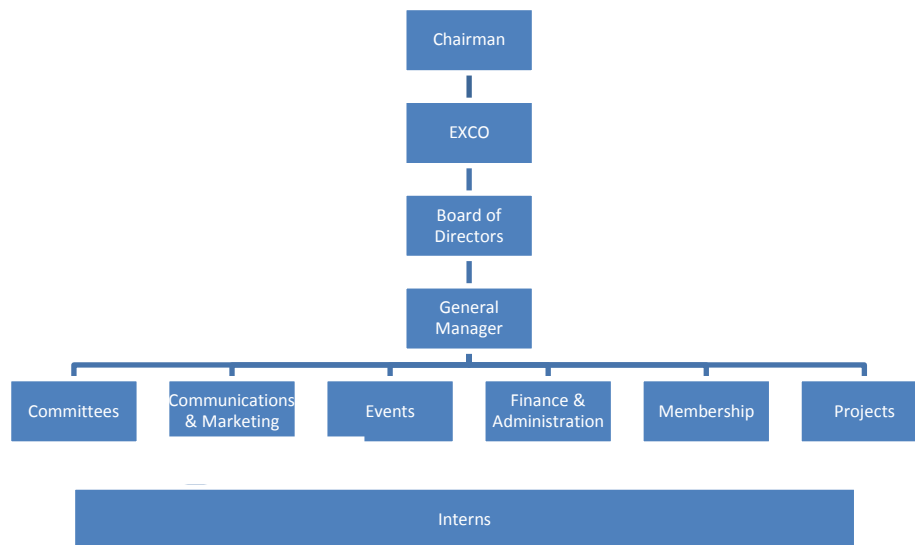 Chairman
EXCO
Board of
Directors
General
Manager
Committees
Communications
& Marketing
Events
Finance &
Administration
Membership
Projects
Interns